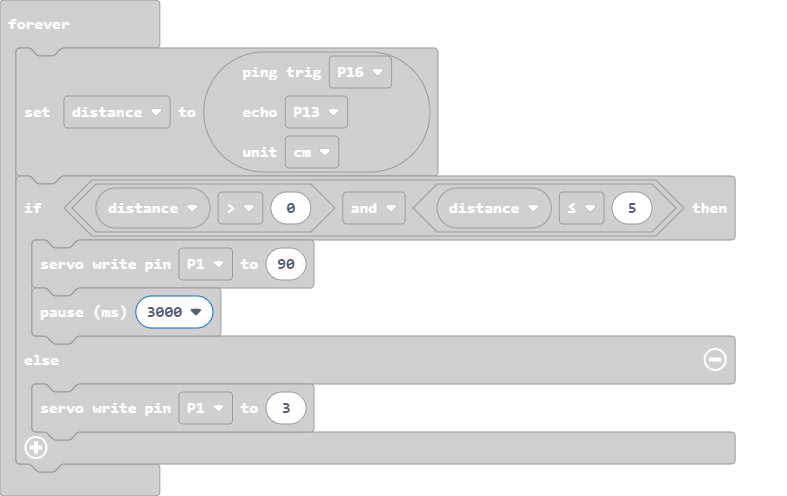 forever
ping trig P16
set distance to echo P13
unit cm
if distance > 0 and distance ≤ 5 then
servo write pin P1 to 90
pause (ms) 3000
else
servo write pin P1 to 3